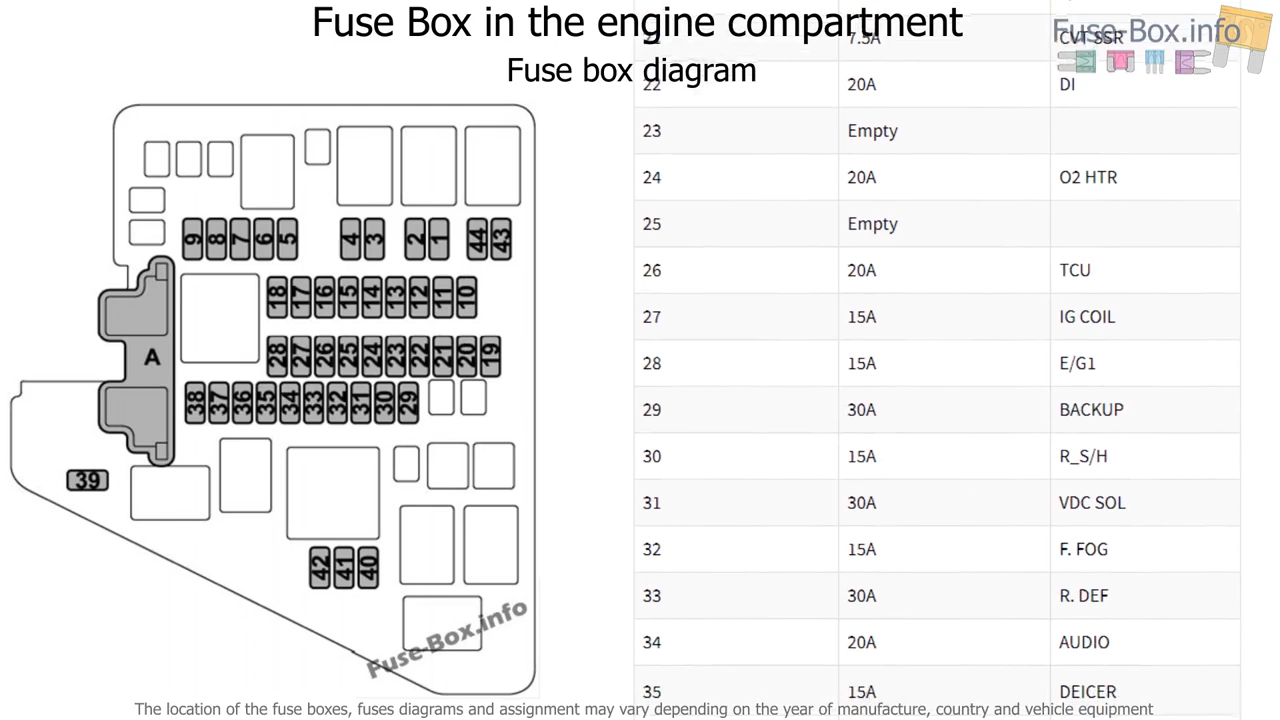 Fuse Box in the engine compartment
Fuse-Box.info
Fuse box diagram
7.5A CVT SSR
22 20A DI
23 Empty
24 20A O2 HTR
25 Empty
26 20A TCU
27 15A IG COIL
28 15A E/G1
29 30A BACKUP
30 15A R_S/H
31 30A VDC SOL
32 15A F. FOG
33 30A R. DEF
34 20A AUDIO
35 15A DEICER
9 8 7 6 5 4 3 2 1 44 43
18 17 16 15 14 13 12 11 10
A
28 27 26 25 24 23 22 21 20 19
38 37 36 35 34 33 32 31 30 29
39
42 41 40
Fuse-Box.info
The location of the fuse boxes, fuses diagrams and assignment may vary depending on the year of manufacture, country and vehicle equipment